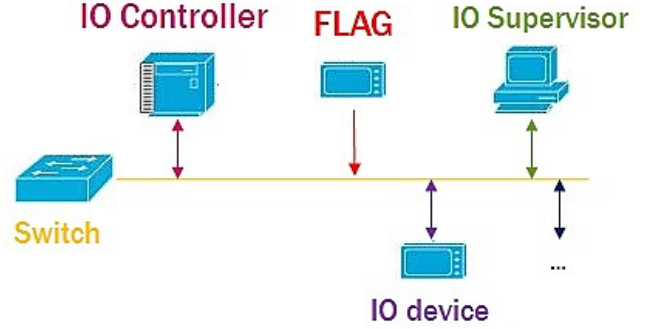 IO Controller
FLAG
IO Supervisor
Switch
IO device
...